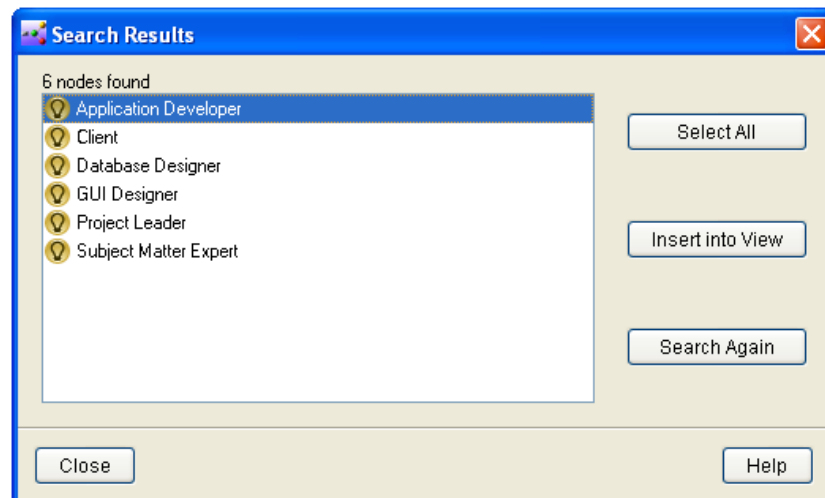 Search Results
6 nodes found
Application Developer
Client
Database Designer
GUI Designer
Project Leader
Subject Matter Expert
Select All
Insert into View
Search Again
Close
Help